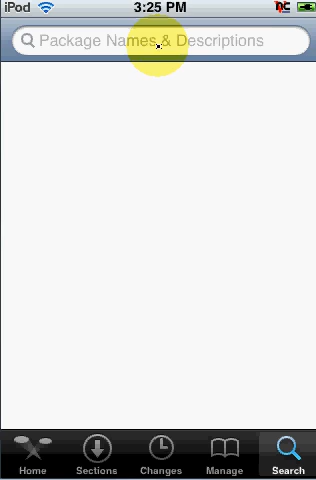 iPod 3:25 PM
Package Names & Descriptions
Home Sections Changes Manage Search